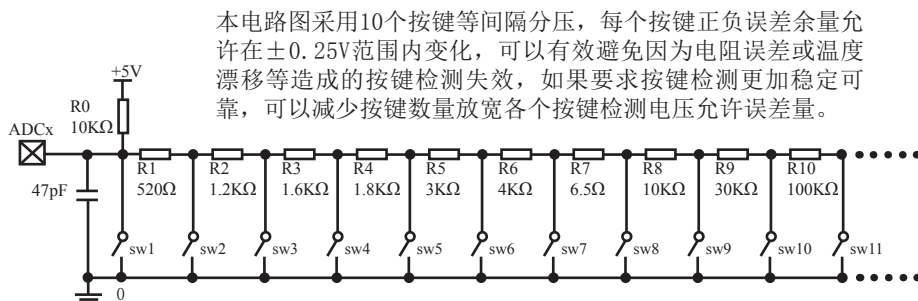 本电路图采用10个按键等间隔分压，每个按键正负误差余量允
许在±0.25V范围内变化，可以有效避免因为电阻误差或温度
漂移等造成的按键检测失效，如果要求按键检测更加稳定可
靠，可以减少按键数量放宽各个按键检测电压允许误差量。
+5V
R0
10KΩ
ADCx
R1 R2 R3 R4 R5 R6 R7 R8 R9 R10
520Ω 1.2KΩ 1.6KΩ 1.8KΩ 3KΩ 4KΩ 6.5Ω 10KΩ 30KΩ 100KΩ
47pF
sw1 sw2 sw3 sw4 sw5 sw6 sw7 sw8 sw9 sw10 sw11
0